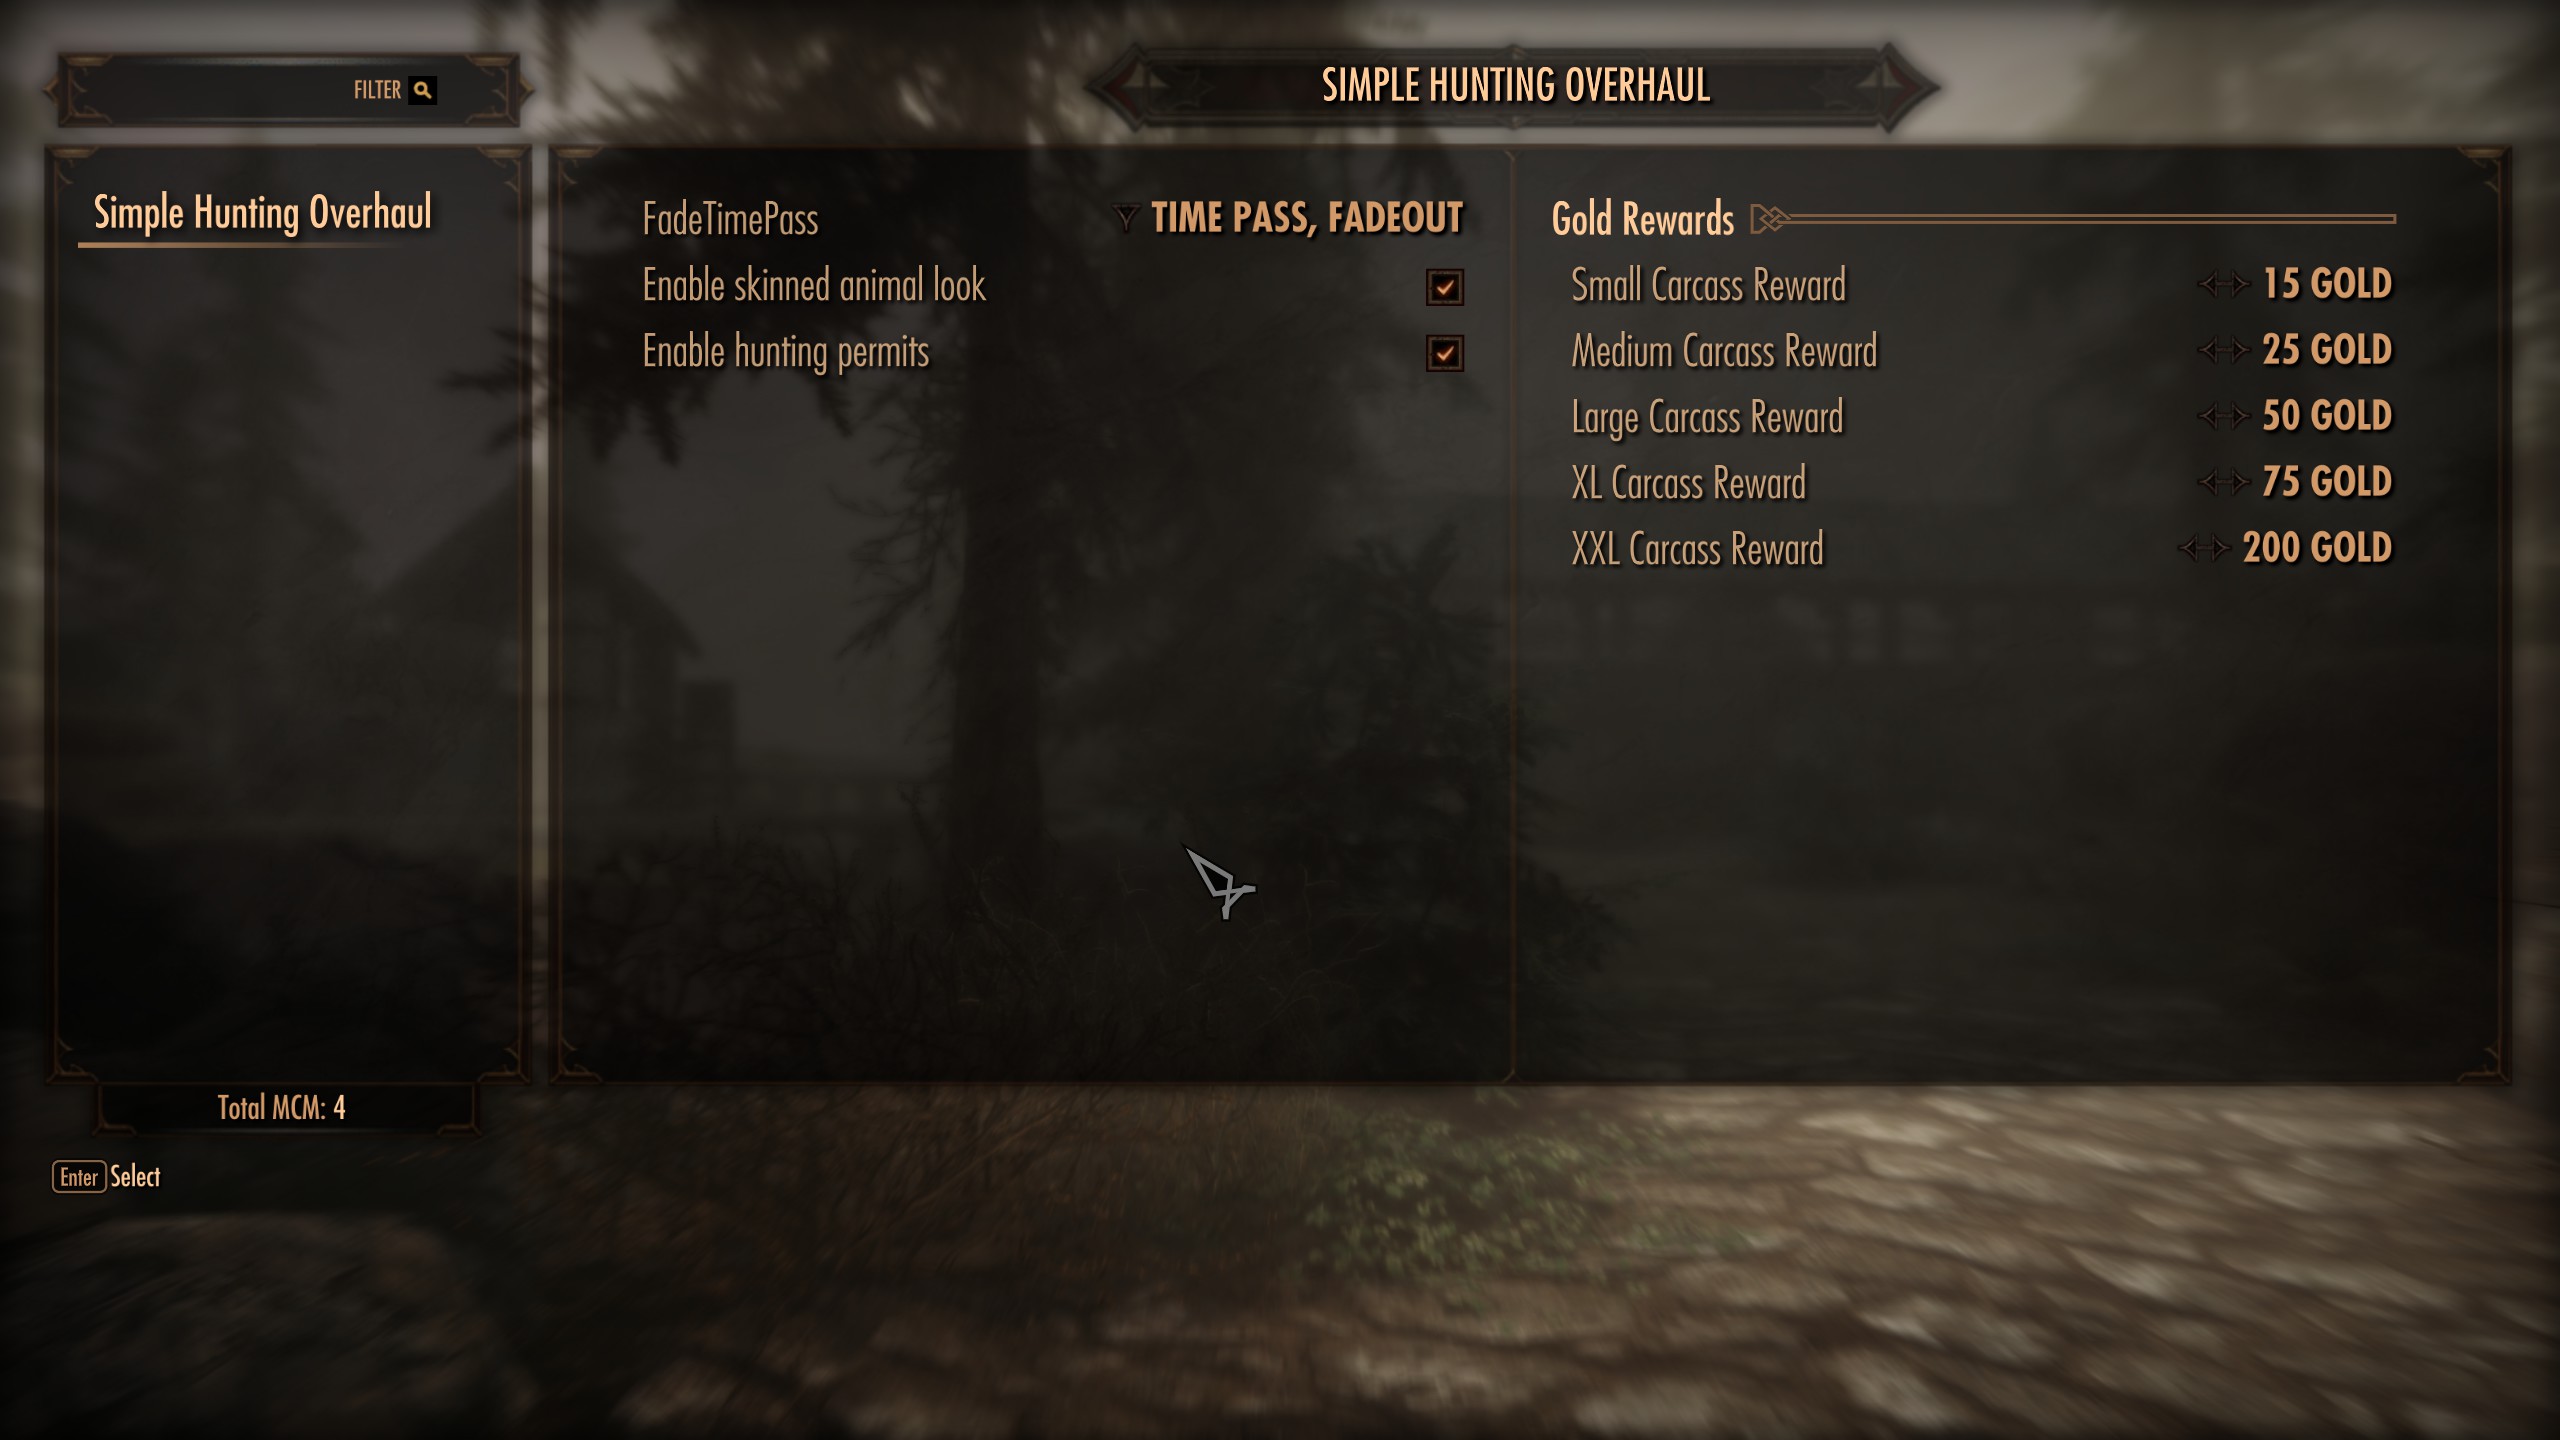 FILTER
SIMPLE HUNTING OVERHAUL
Simple Hunting Overhaul
FadeTimePass TIME PASS, FADEOUT
Enable skinned animal look
Enable hunting permits
Gold Rewards
Small Carcass Reward 15 GOLD
Medium Carcass Reward 25 GOLD
Large Carcass Reward 50 GOLD
XL Carcass Reward 75 GOLD
XXL Carcass Reward 200 GOLD
Total MCM: 4
Enter Select